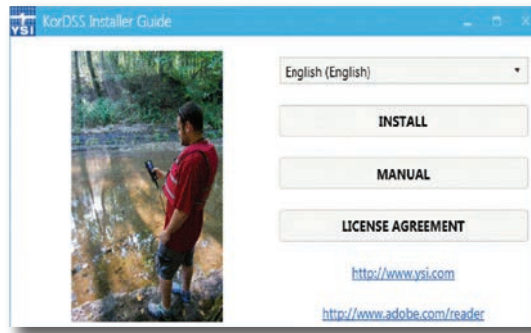 YSI
KorDSS Installer Guide
English (English)
INSTALL
MANUAL
LICENSE AGREEMENT
http://www.ysi.com
http://www.adobe.com/reader